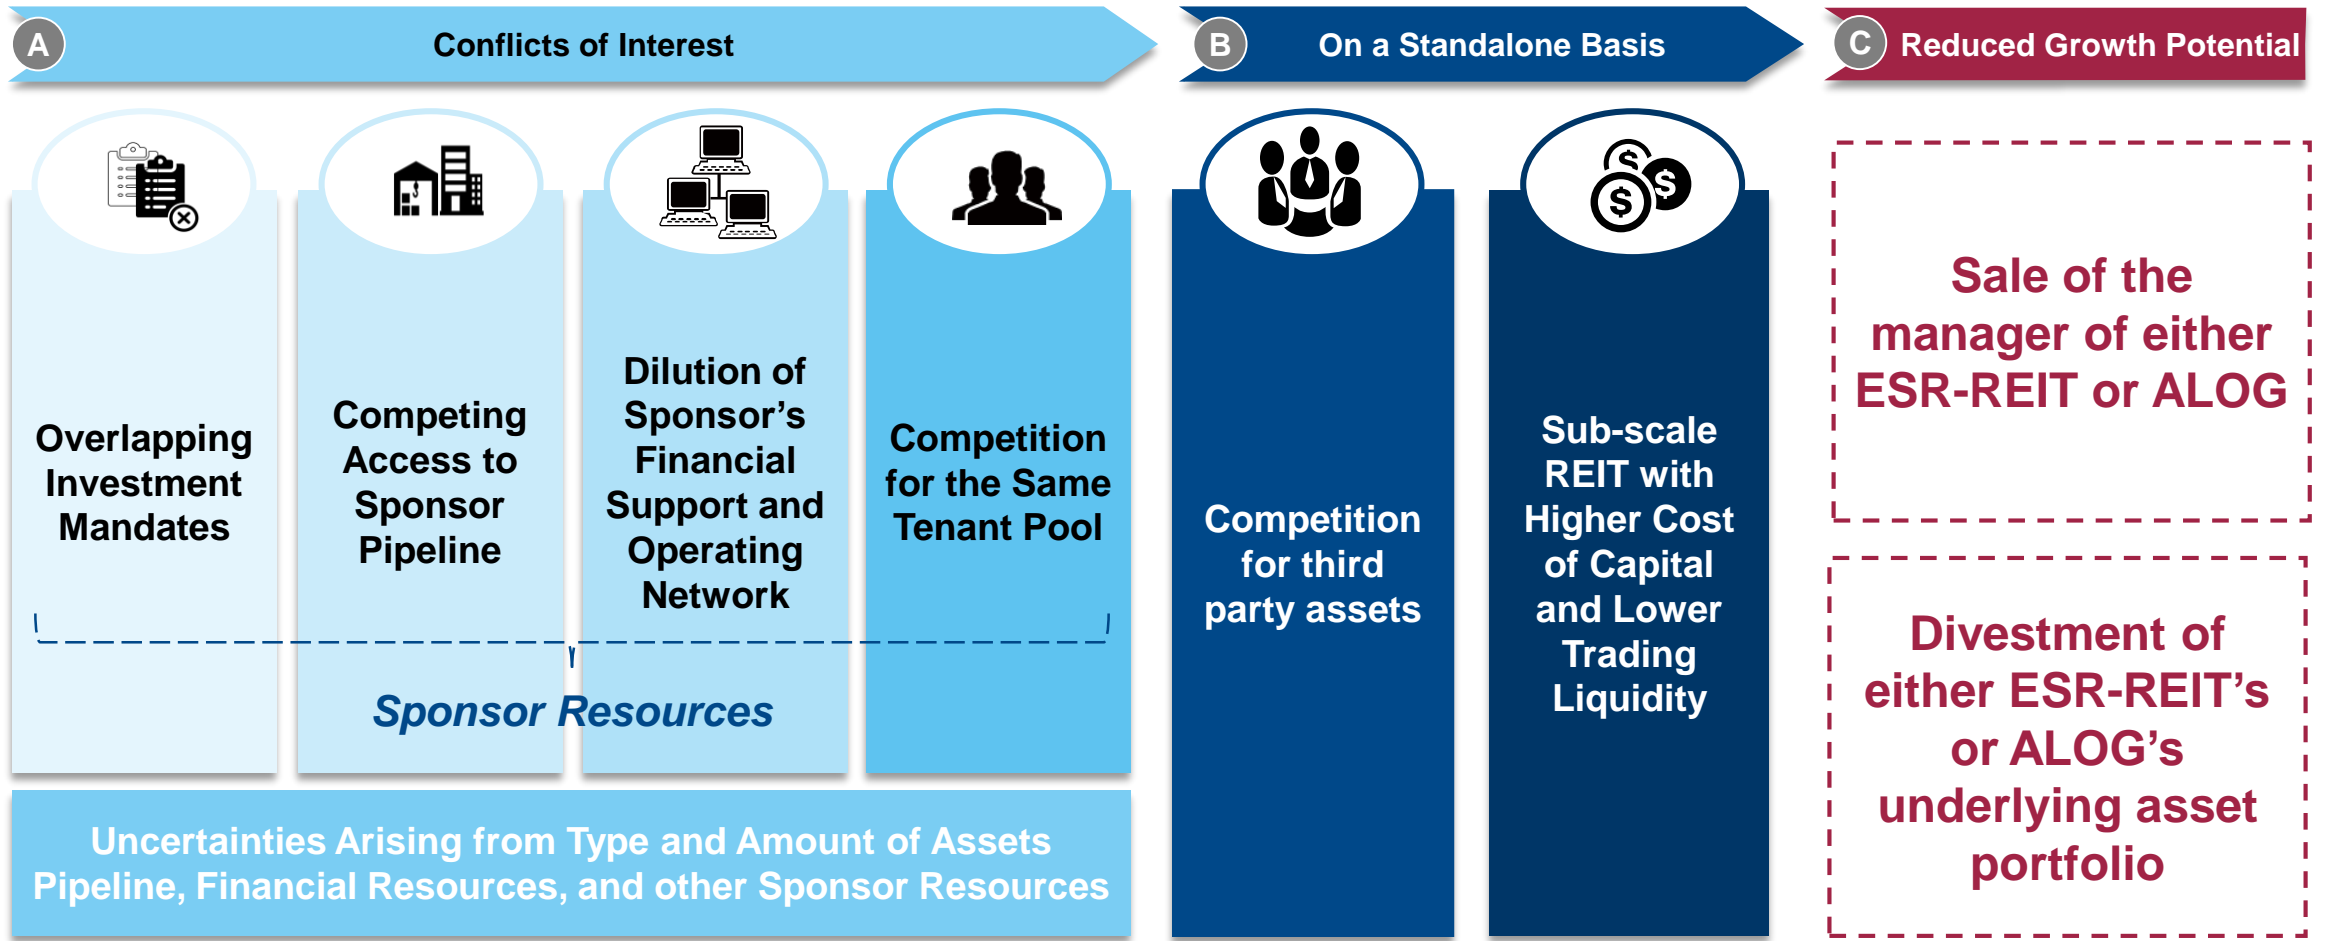 A
Conflicts of Interest
B
On a Standalone Basis
C
Reduced Growth Potential
Overlapping
Investment
Mandates
Competing
Access to
Sponsor
Pipeline
Dilution of
Sponsor’s
Financial
Support and
Operating
Network
Competition
for the Same
Tenant Pool
Sponsor Resources
Uncertainties Arising from Type and Amount of Assets
Pipeline, Financial Resources, and other Sponsor Resources
Competition
for third
party assets
$
$
$
Sub-scale
REIT with
Higher Cost
of Capital
and Lower
Trading
Liquidity
Sale of the
manager of either
ESR-REIT or ALOG
Divestment of
either ESR-REIT’s
or ALOG’s
underlying asset
portfolio